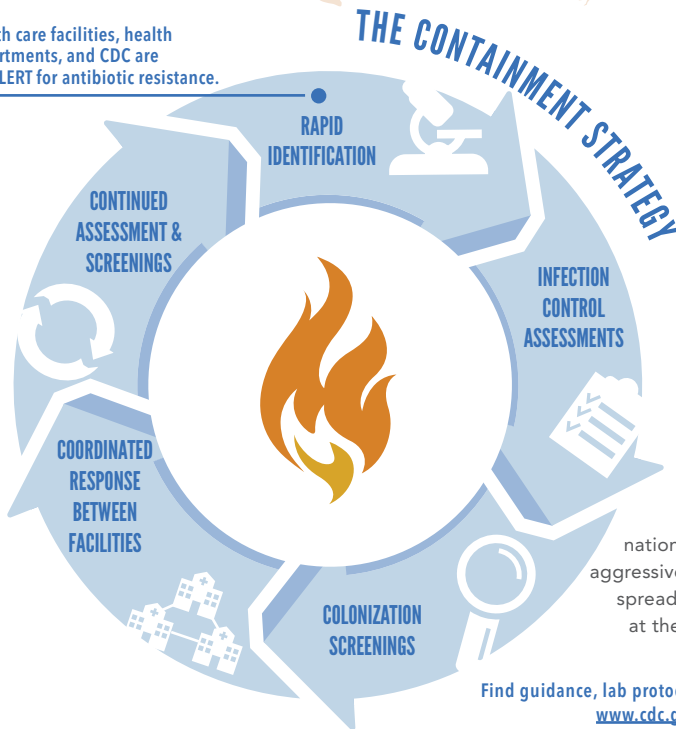 th care facilities, health
rtments, and CDC are
LERT for antibiotic resistance.
THE CONTAINMENT STRATEGY
RAPID
IDENTIFICATION
CONTINUED
ASSESSMENT &
SCREENINGS
INFECTION
CONTROL
ASSESSMENTS
COORDINATED
RESPONSE
BETWEEN
FACILITIES
COLONIZATION
SCREENINGS
nation
aggressive
spread
at the
Find guidance, lab protoc
www.cdc.g